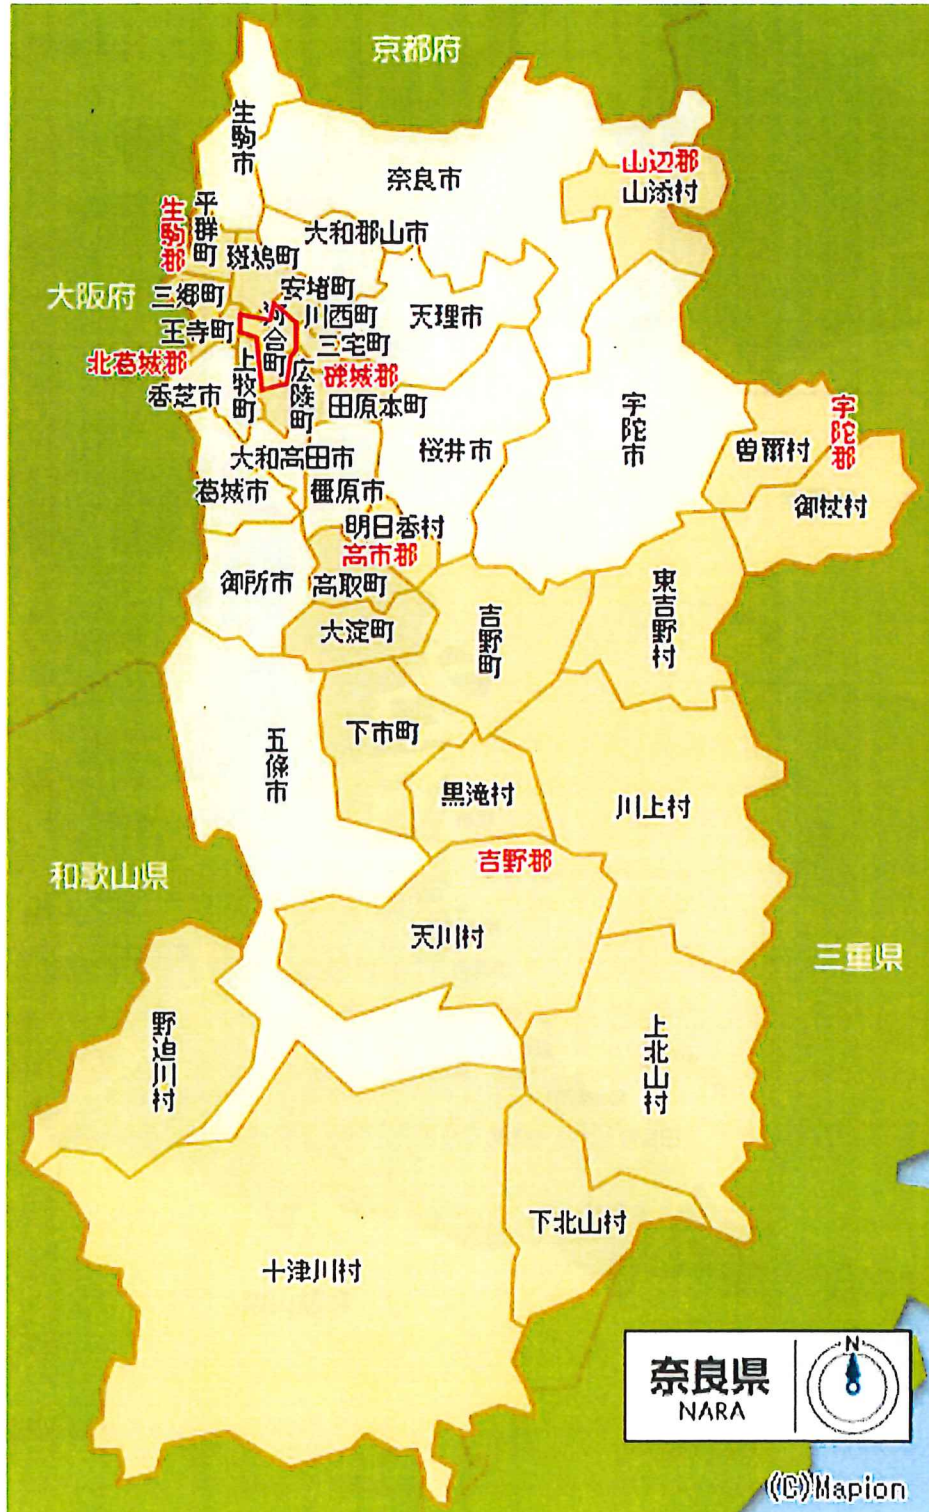 京都府
生駒市
奈良市
山辺郡
山添村
生駒郡
平群町
大和郡山市
斑鳩町
大阪府
三郷町
安堵町
河合町
川西町
天理市
王寺町
三宅町
北葛城郡
上牧町
広陵町
磯城郡
香芝市
田原本町
宇陀市
宇陀郡
曽爾村
大和高田市
桜井市
葛城市
橿原市
御杖村
明日香村
高市郡
御所市
高取町
東吉野村
大淀町
吉野町
下市町
五條市
黒滝村
川上村
吉野郡
和歌山県
天川村
三重県
野迫川村
上北山村
下北山村
十津川村
奈良県
NARA
N
(C)Mapion